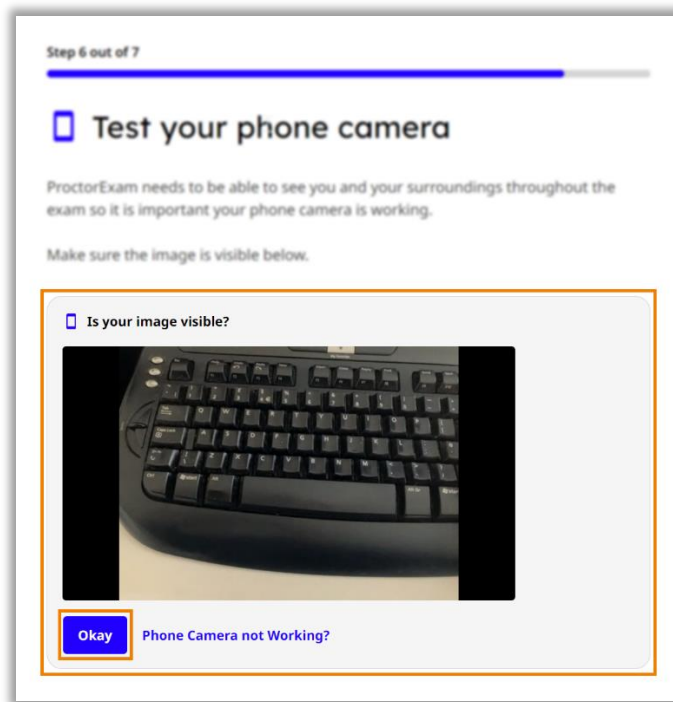 Step 6 out of 7
Test your phone camera
ProctorExam needs to be able to see you and your surroundings throughout the
exam so it is important your phone camera is working.
Make sure the image is visible below.
Is your image visible?
Okay
Phone Camera not Working?